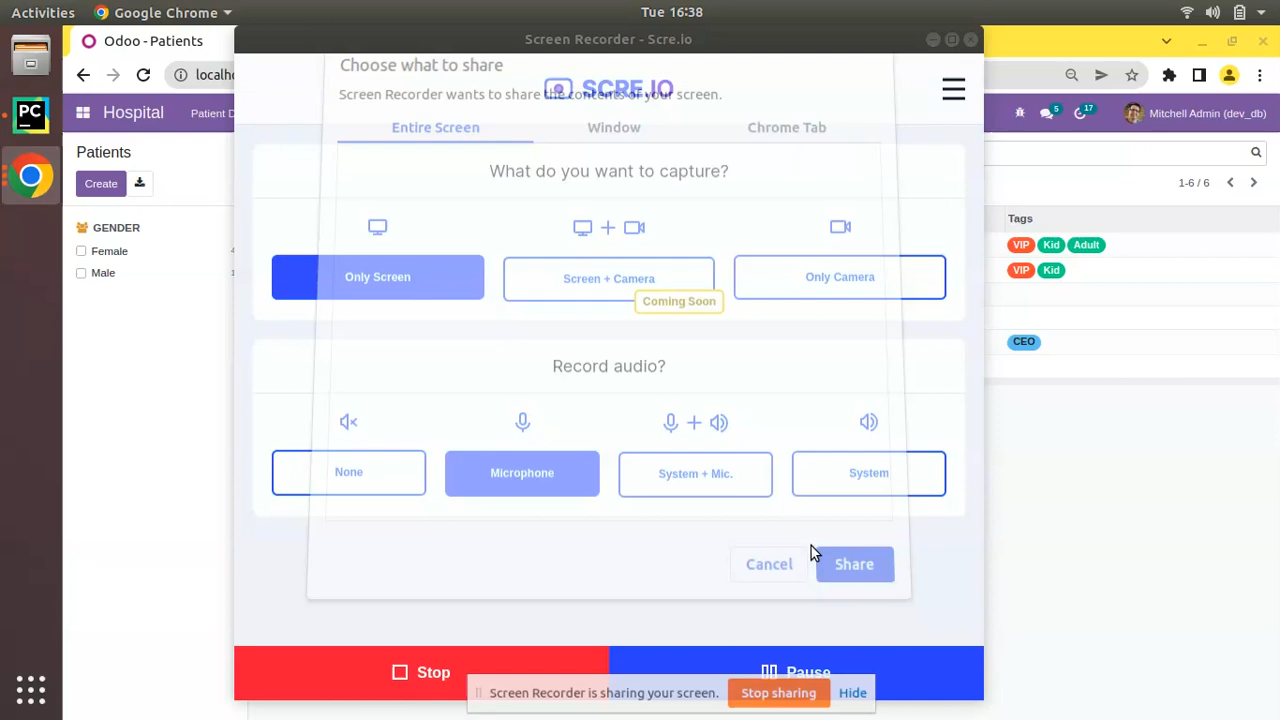 Activities
Google Chrome
Tue 16:38
Odoo - Patients
Screen Recorder - Scre.io
localh
Choose what to share
SCRE.IO
Screen Recorder wants to share the contents of your screen.
Hospital
Patient D
5
17
Mitchell Admin (dev_db)
Entire Screen
Window
Chrome Tab
Patients
Create
What do you want to capture?
1-6 / 6
GENDER
Female
Male
Only Screen
Screen + Camera
Only Camera
Coming Soon
Tags
VIP Kid Adult
VIP Kid
CEO
Record audio?
None
Microphone
System + Mic.
System
Cancel
Share
Stop
Pause
Screen Recorder is sharing your screen.
Stop sharing
Hide